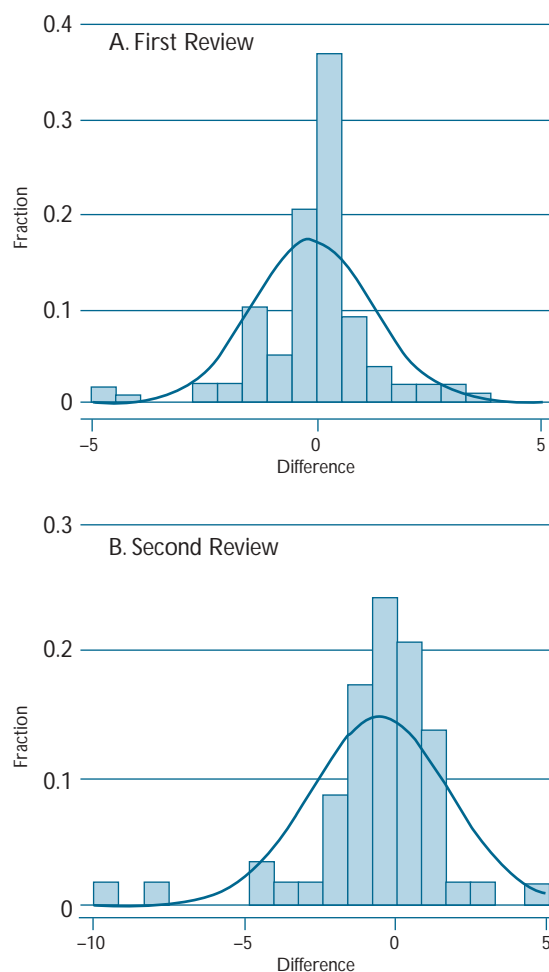 A. First Review
Fraction
0.4
0.3
0.2
0.1
0
−5 0 5
Difference
B. Second Review
Fraction
0.3
0.2
0.1
0
−10 −5 0 5
Difference